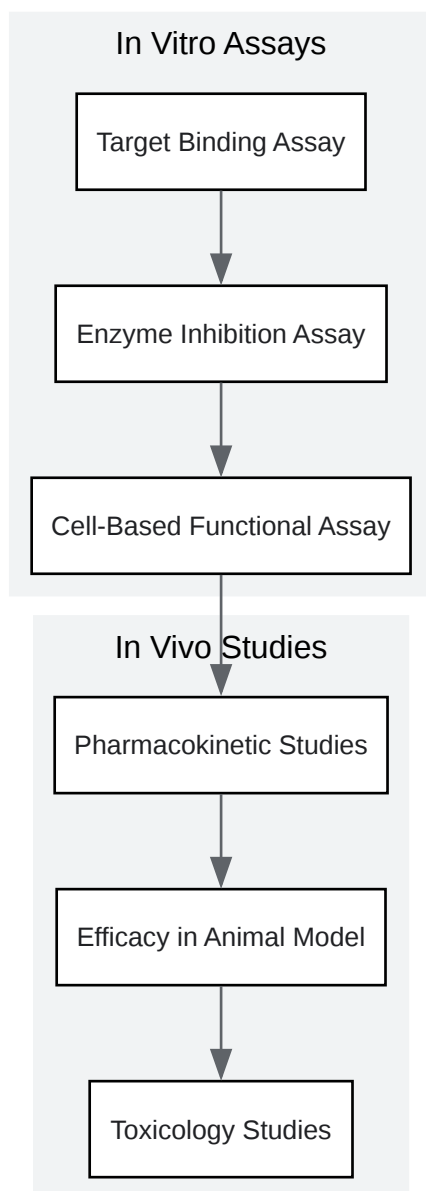 In Vitro Assays
Target Binding Assay
Enzyme Inhibition Assay
Cell-Based Functional Assay
In Vivo Studies
Pharmacokinetic Studies
Efficacy in Animal Model
Toxicology Studies